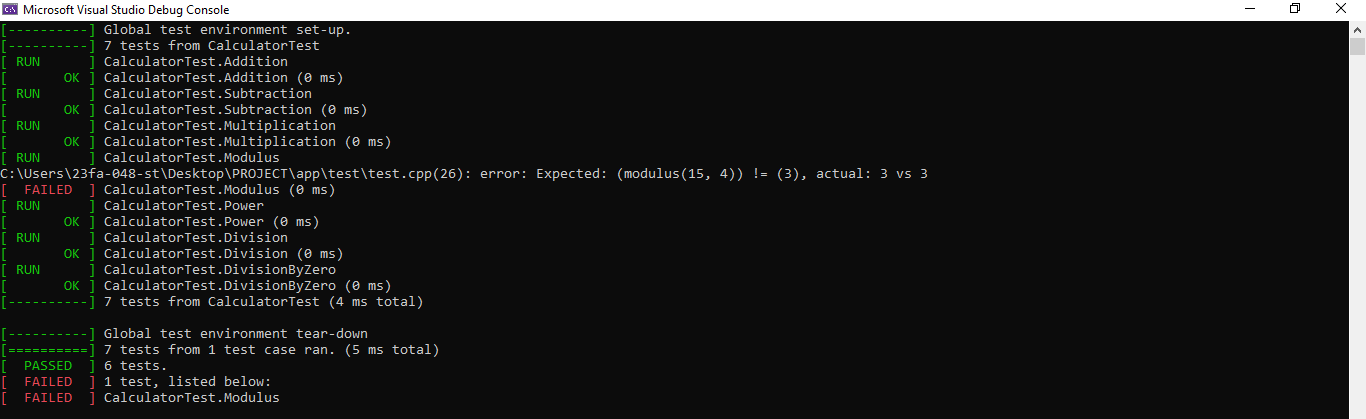 Microsoft Visual Studio Debug Console
[----------] Global test environment set-up.
[----------] 7 tests from CalculatorTest
[ RUN      ] CalculatorTest.Addition
[       OK ] CalculatorTest.Addition (0 ms)
[ RUN      ] CalculatorTest.Subtraction
[       OK ] CalculatorTest.Subtraction (0 ms)
[ RUN      ] CalculatorTest.Multiplication
[       OK ] CalculatorTest.Multiplication (0 ms)
[ RUN      ] CalculatorTest.Modulus
C:\Users\23fa-048-st\Desktop\PROJECT\app\test\test.cpp(26): error: Expected: (modulus(15, 4)) != (3), actual: 3 vs 3
[  FAILED  ] CalculatorTest.Modulus (0 ms)
[ RUN      ] CalculatorTest.Power
[       OK ] CalculatorTest.Power (0 ms)
[ RUN      ] CalculatorTest.Division
[       OK ] CalculatorTest.Division (0 ms)
[ RUN      ] CalculatorTest.DivisionByZero
[       OK ] CalculatorTest.DivisionByZero (0 ms)
[----------] 7 tests from CalculatorTest (4 ms total)
[----------] Global test environment tear-down
[==========] 7 tests from 1 test case ran. (5 ms total)
[  PASSED  ] 6 tests.
[  FAILED  ] 1 test, listed below:
[  FAILED  ] CalculatorTest.Modulus